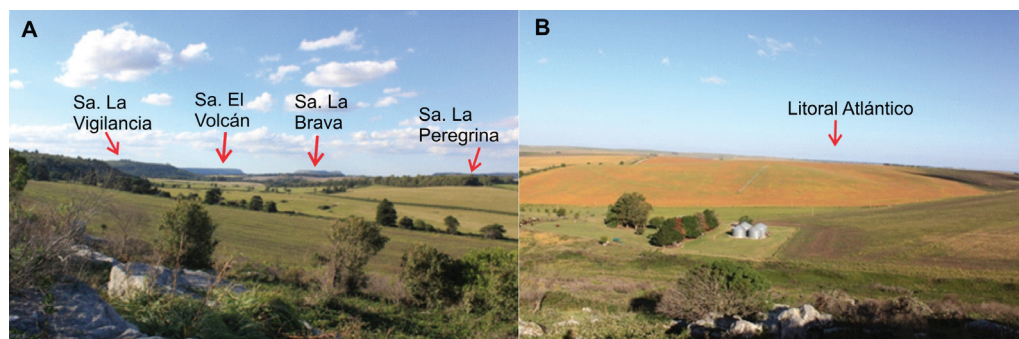 A
Sa. La
Vigilancia
Sa. El
Volcán
Sa. La
Brava
Sa. La
Peregrina
B
Litoral Atlántico